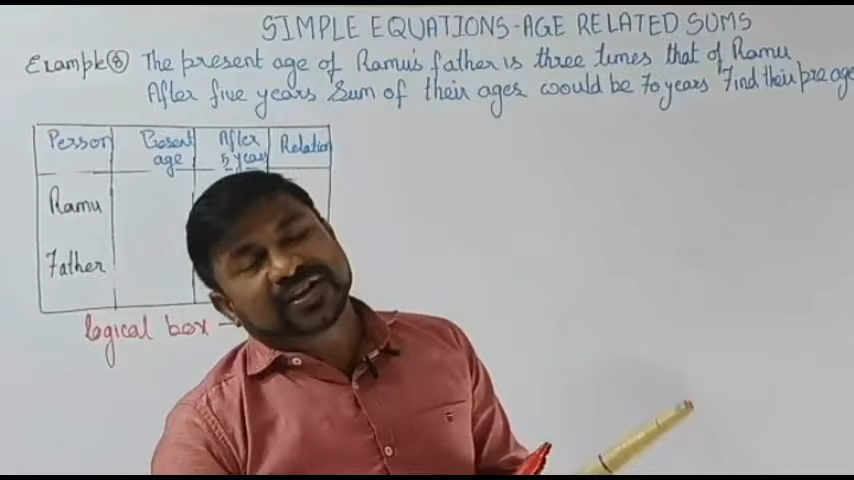 SIMPLE EQUATIONS-AGE RELATED SUMS
Example⑧ The present age of Ramu's father is three times that of Ramu
After five years Sum of their ages would be 70 years Find their pre age
Person Present age After 5 years Relation
Ramu
Father
logical box